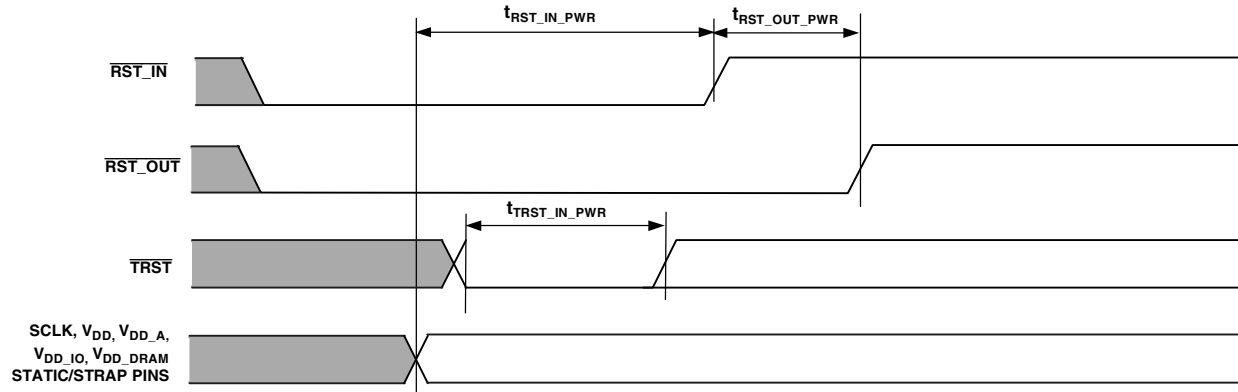 tRST_IN_PWR
tRST_OUT_PWR
RST_IN
RST_OUT
tTRST_IN_PWR
TRST
SCLK, VDD, VDD_A,
VDD_IO, VDD_DRAM
STATIC/STRAP PINS